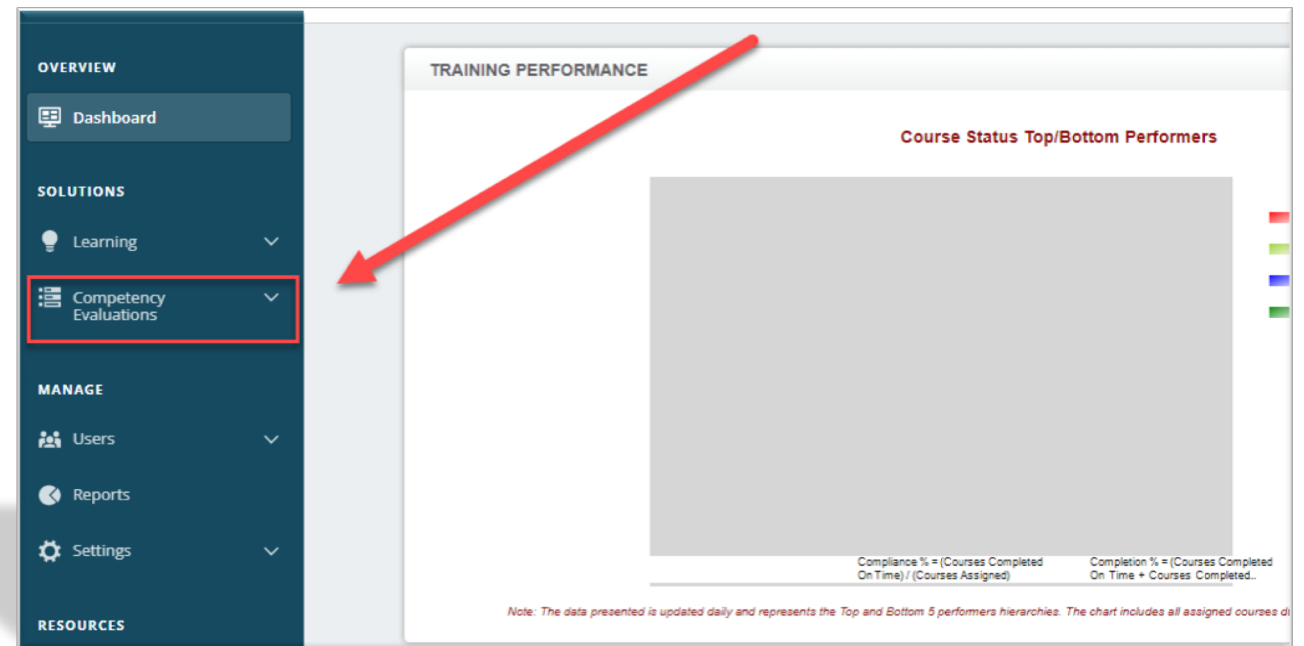 OVERVIEW
Dashboard
SOLUTIONS
Learning
Competency
Evaluations
MANAGE
Users
Reports
Settings
RESOURCES
TRAINING PERFORMANCE
Course Status Top/Bottom Performers
Compliance % = (Courses Completed
On Time) / (Courses Assigned)
Completion % = (Courses Completed
On Time + Courses Completed..
Note: The data presented is updated daily and represents the Top and Bottom 5 performers hierarchies. The chart includes all assigned courses